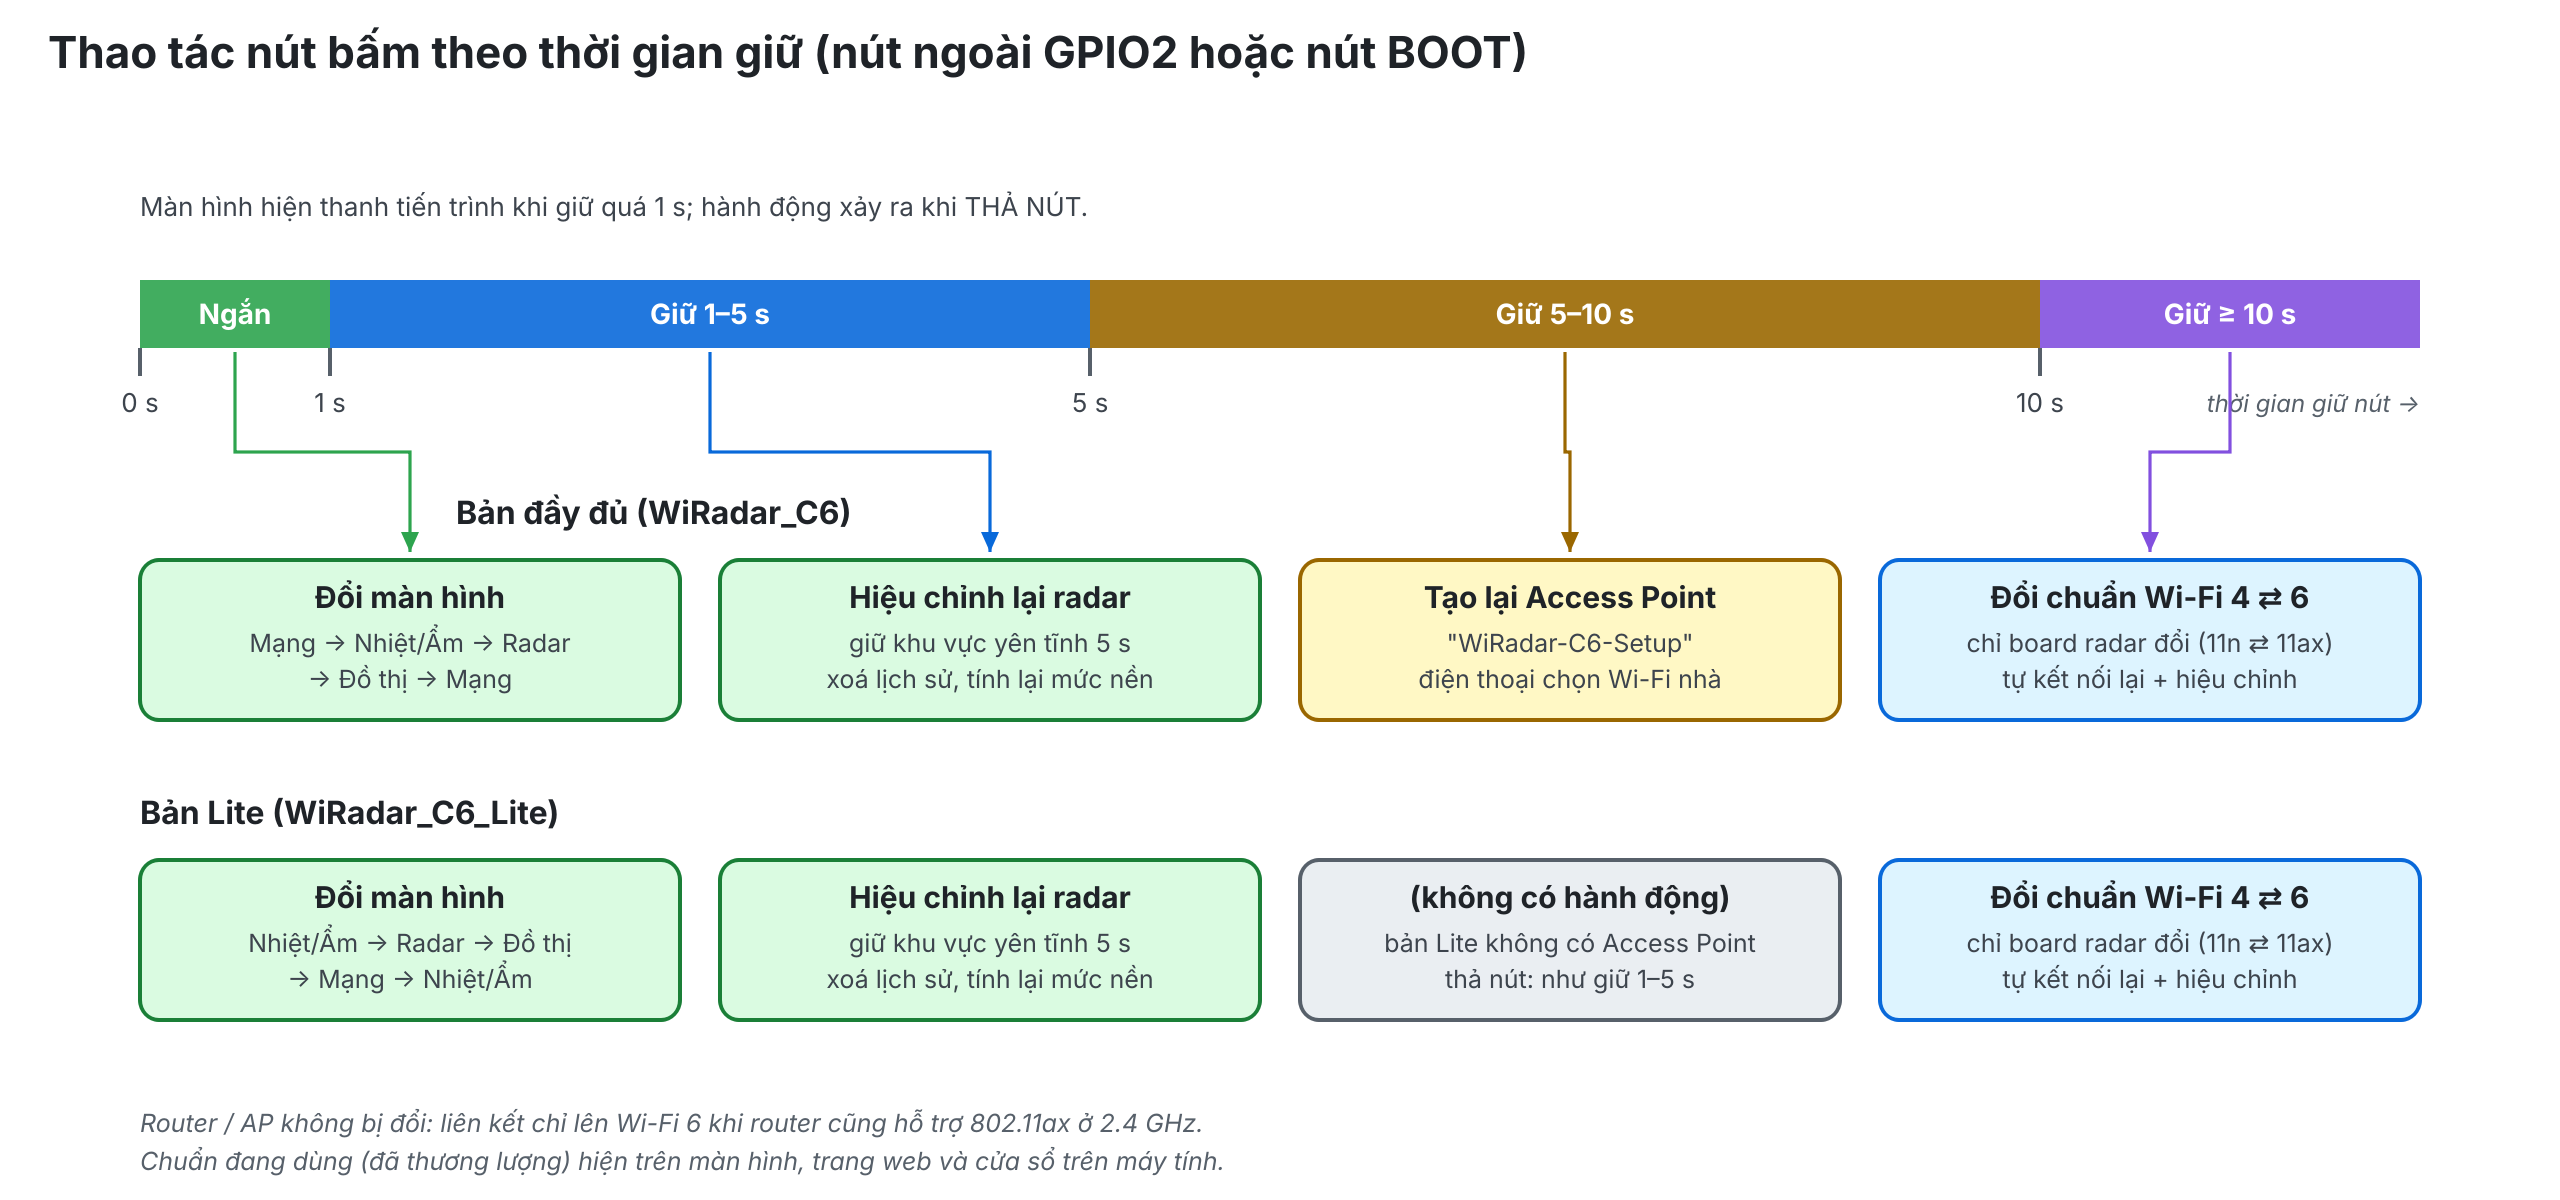 Thao tác nút bấm theo thời gian giữ (nút ngoài GPIO2 hoặc nút BOOT)
Màn hình hiện thanh tiến trình khi giữ quá 1 s; hành động xảy ra khi THẢ NÚT.
Ngắn
Giữ 1–5 s
Giữ 5–10 s
Giữ ≥ 10 s
0 s
1 s
5 s
10 s
thời gian giữ nút →
Bản đầy đủ (WiRadar_C6)
Đổi màn hình
Mạng → Nhiệt/Ẩm → Radar
→ Đồ thị → Mạng
Hiệu chỉnh lại radar
giữ khu vực yên tĩnh 5 s
xoá lịch sử, tính lại mức nền
Tạo lại Access Point
"WiRadar-C6-Setup"
điện thoại chọn Wi-Fi nhà
Đổi chuẩn Wi-Fi 4 ⇄ 6
chỉ board radar đổi (11n ⇄ 11ax)
tự kết nối lại + hiệu chỉnh
Bản Lite (WiRadar_C6_Lite)
Đổi màn hình
Nhiệt/Ẩm → Radar → Đồ thị
→ Mạng → Nhiệt/Ẩm
Hiệu chỉnh lại radar
giữ khu vực yên tĩnh 5 s
xoá lịch sử, tính lại mức nền
(không có hành động)
bản Lite không có Access Point
thả nút: như giữ 1–5 s
Đổi chuẩn Wi-Fi 4 ⇄ 6
chỉ board radar đổi (11n ⇄ 11ax)
tự kết nối lại + hiệu chỉnh
Router / AP không bị đổi: liên kết chỉ lên Wi-Fi 6 khi router cũng hỗ trợ 802.11ax ở 2.4 GHz.
Chuẩn đang dùng (đã thương lượng) hiện trên màn hình, trang web và cửa sổ trên máy tính.